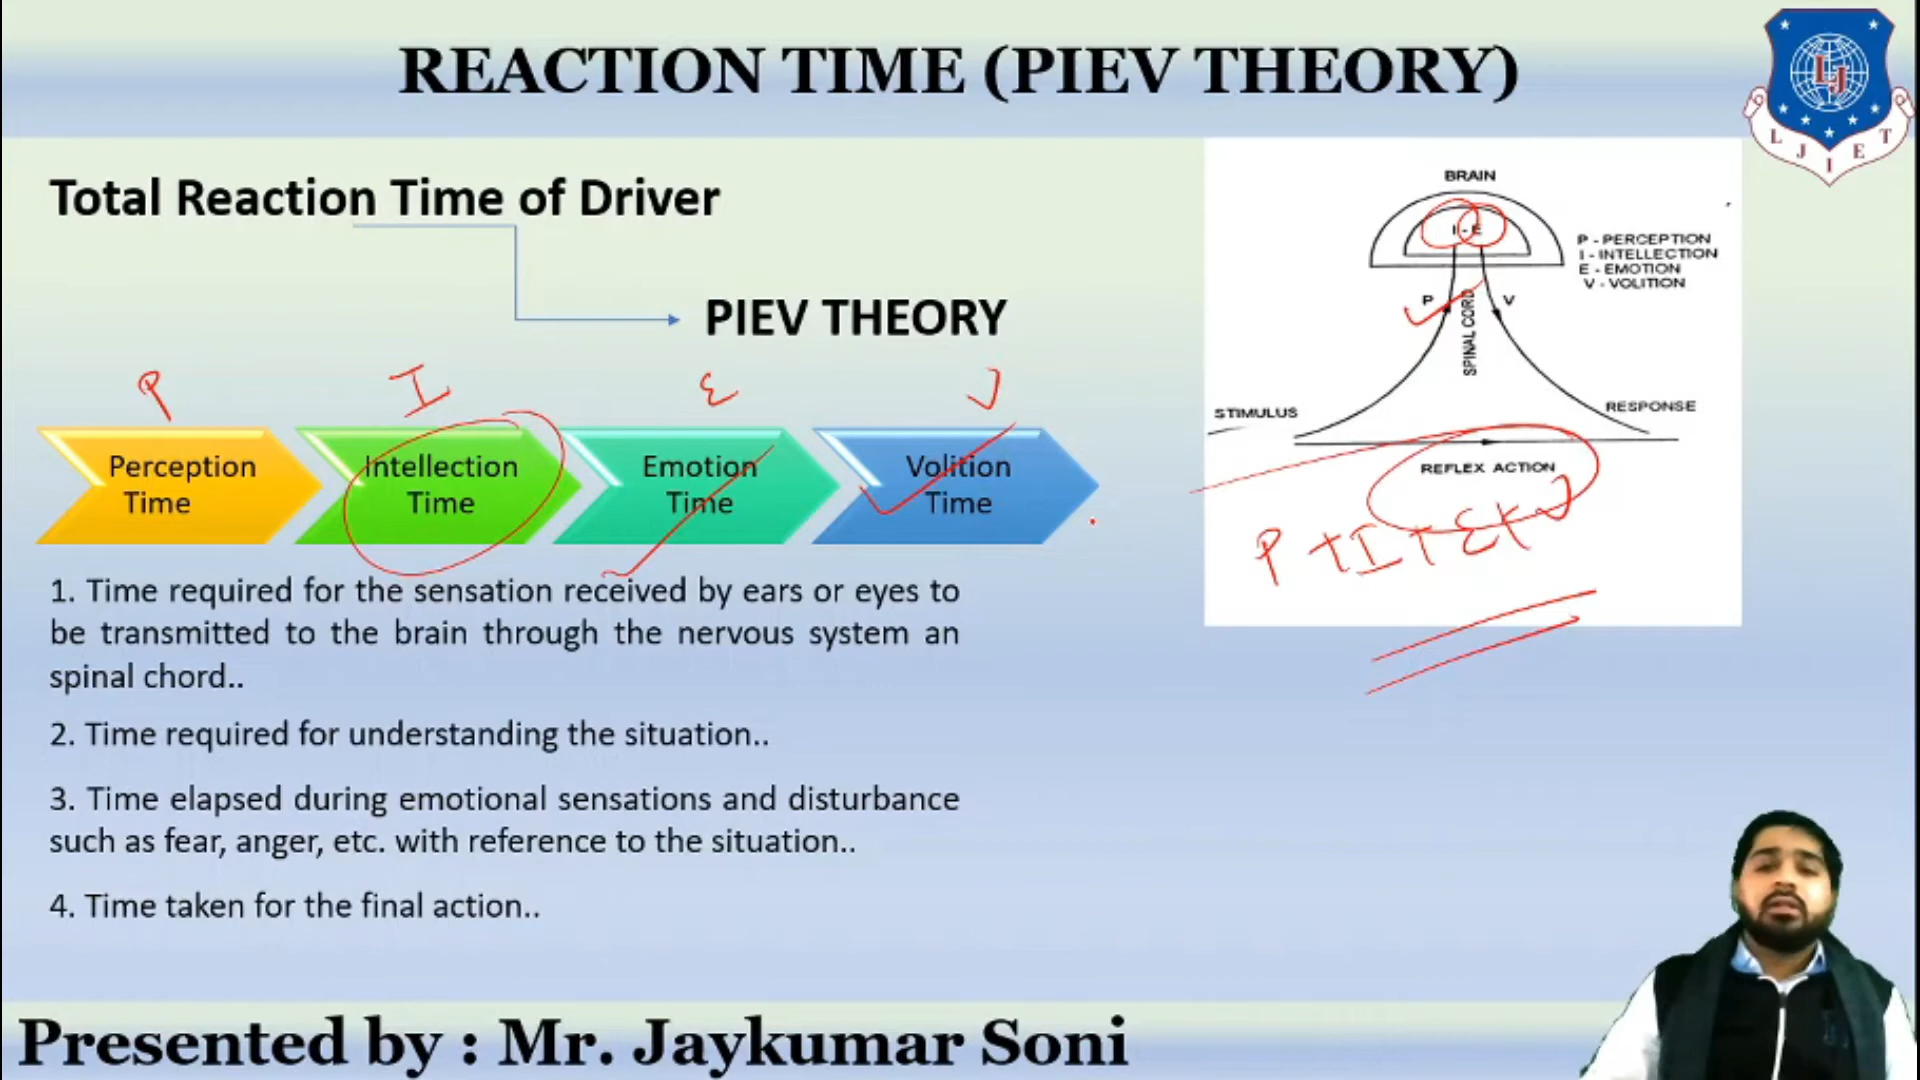 REACTION TIME (PIEV THEORY)
LJ
L J I E T
Total Reaction Time of Driver
PIEV THEORY
P I E V
Perception Time
Intellection Time
Emotion Time
Volition Time
1. Time required for the sensation received by ears or eyes to
be transmitted to the brain through the nervous system an
spinal chord..
2. Time required for understanding the situation..
3. Time elapsed during emotional sensations and disturbance
such as fear, anger, etc. with reference to the situation..
4. Time taken for the final action..
BRAIN
I - E
P - PERCEPTION
I - INTELLECTION
E - EMOTION
V - VOLITION
P
SPINAL CORD
V
STIMULUS
RESPONSE
REFLEX ACTION
P + I + E + V
Presented by : Mr. Jaykumar Soni